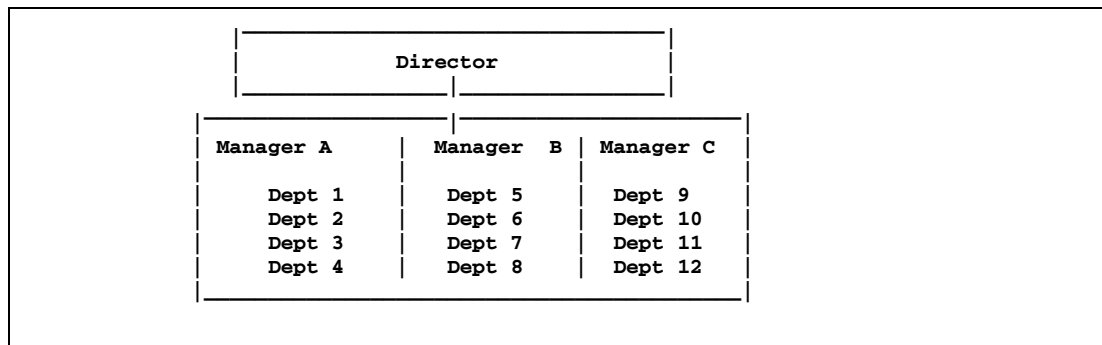 Director
Manager A Manager B Manager C
Dept 1 Dept 5 Dept 9
Dept 2 Dept 6 Dept 10
Dept 3 Dept 7 Dept 11
Dept 4 Dept 8 Dept 12